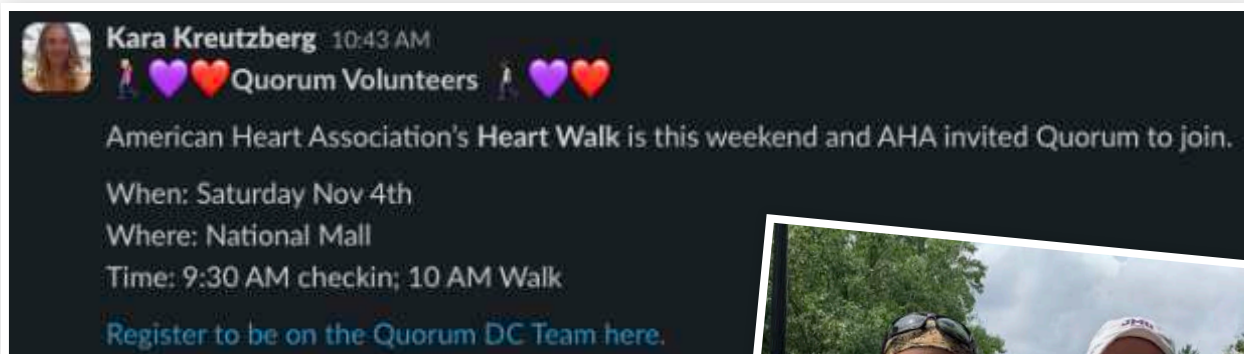 Kara Kreutzberg 10:43 AM
Quorum Volunteers
American Heart Association's Heart Walk is this weekend and AHA invited Quorum to join.
When: Saturday Nov 4th
Where: National Mall
Time: 9:30 AM checkin; 10 AM Walk
Register to be on the Quorum DC Team here.